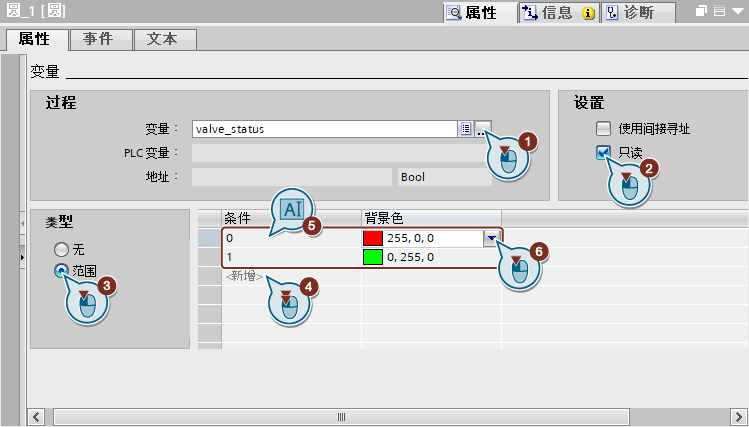 圆_1 [圆]
属性 信息 诊断
属性 事件 文本
变量
过程
变量：
valve_status
...
1
PLC 变量：
地址：
Bool
设置
使用间接寻址
只读
2
类型
无
范围
3
条件 背景色
AI
5
0 255, 0, 0
1 0, 255, 0
<新增>
4
6